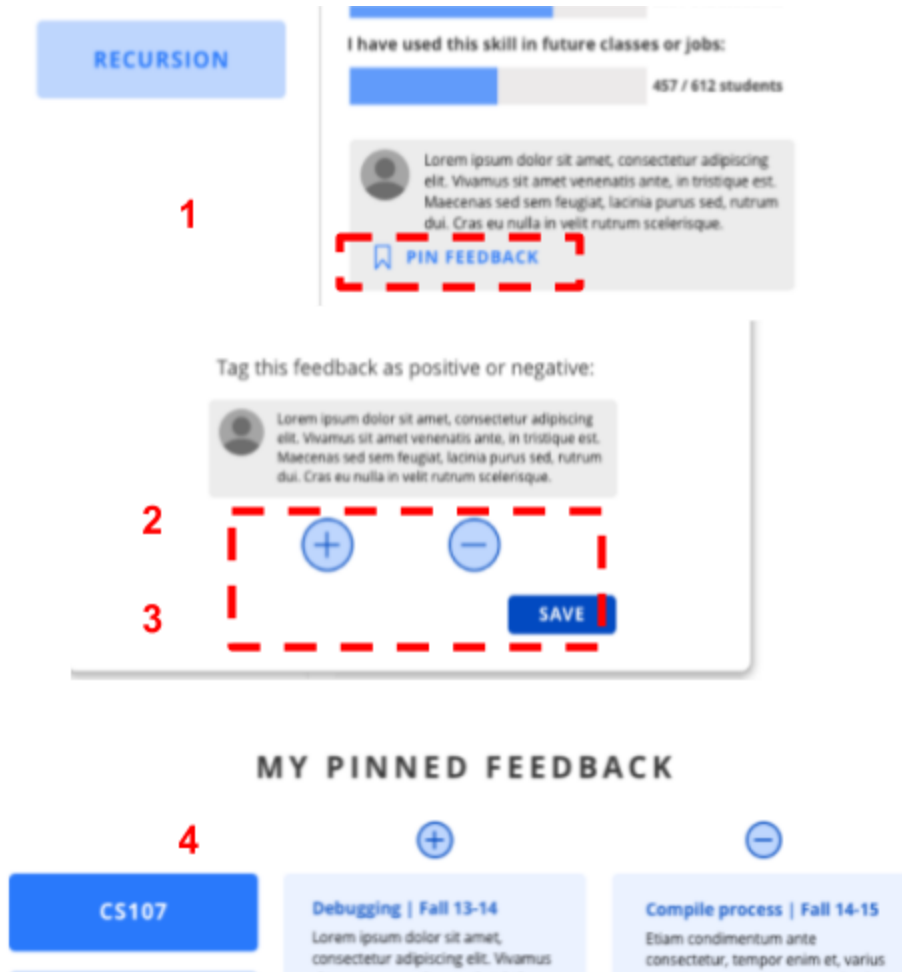 RECURSION
I have used this skill in future classes or jobs:
457 / 612 students
Lorem ipsum dolor sit amet, consectetur adipiscing
elit. Vivamus sit amet venenatis ante, in tristique est.
Maecenas sed sem feugiat, lacinia purus sed, rutrum
dui. Cras eu nulla in velit rutrum scelerisque.
1
PIN FEEDBACK
Tag this feedback as positive or negative:
Lorem ipsum dolor sit amet, consectetur adipiscing
elit. Vivamus sit amet venenatis ante, in tristique est.
Maecenas sed sem feugiat, lacinia purus sed, rutrum
dui. Cras eu nulla in velit rutrum scelerisque.
2
3
SAVE
MY PINNED FEEDBACK
4
CS107
Debugging | Fall 13-14
Lorem ipsum dolor sit amet,
consectetur adipiscing elit. Vivamus
Compile process | Fall 14-15
Etiam condimentum ante
consectetur, tempor enim et, varius